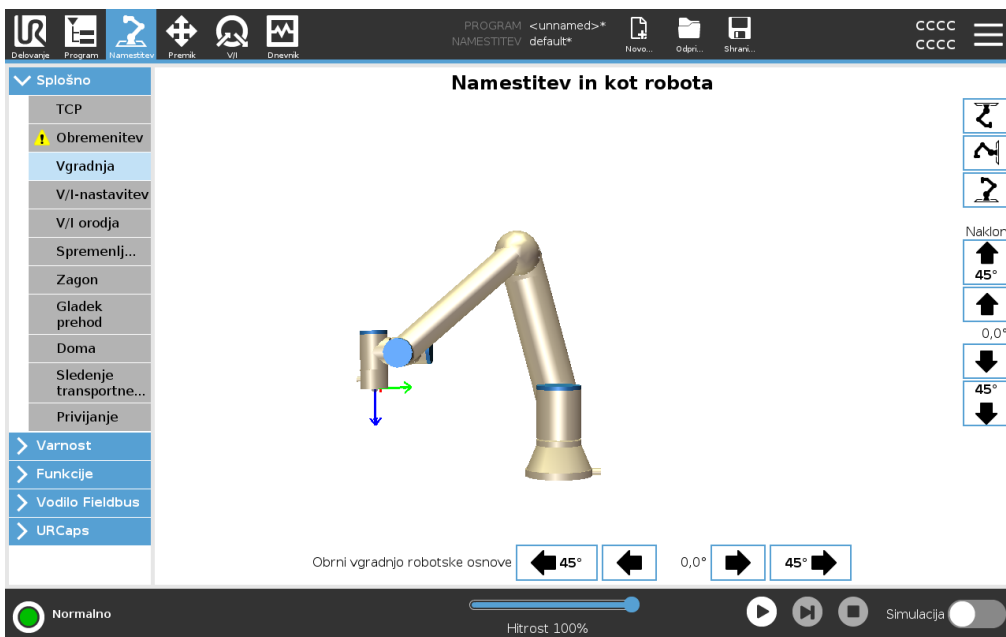 UR
PROGRAM <unnamed>*
NAMESTITEV default*
Delovanje Program Namestitev Premik V/I Dnevnik
Novo... Odpri... Shrani...
CCCC
CCCC
Splošno
TCP
Obremenitev
Vgradnja
V/I-nastavitev
V/I orodja
Spremenlj...
Zagon
Gladek
prehod
Doma
Sledenje
transportne...
Privijanje
Varnost
Funkcije
Vodilo Fieldbus
URCaps
Namestitev in kot robota
Naklon
45°
0,0°
45°
Obrni vgradnjo robotske osnove 45° 0,0° 45°
Normalno
Hitrost 100%
Simulacija